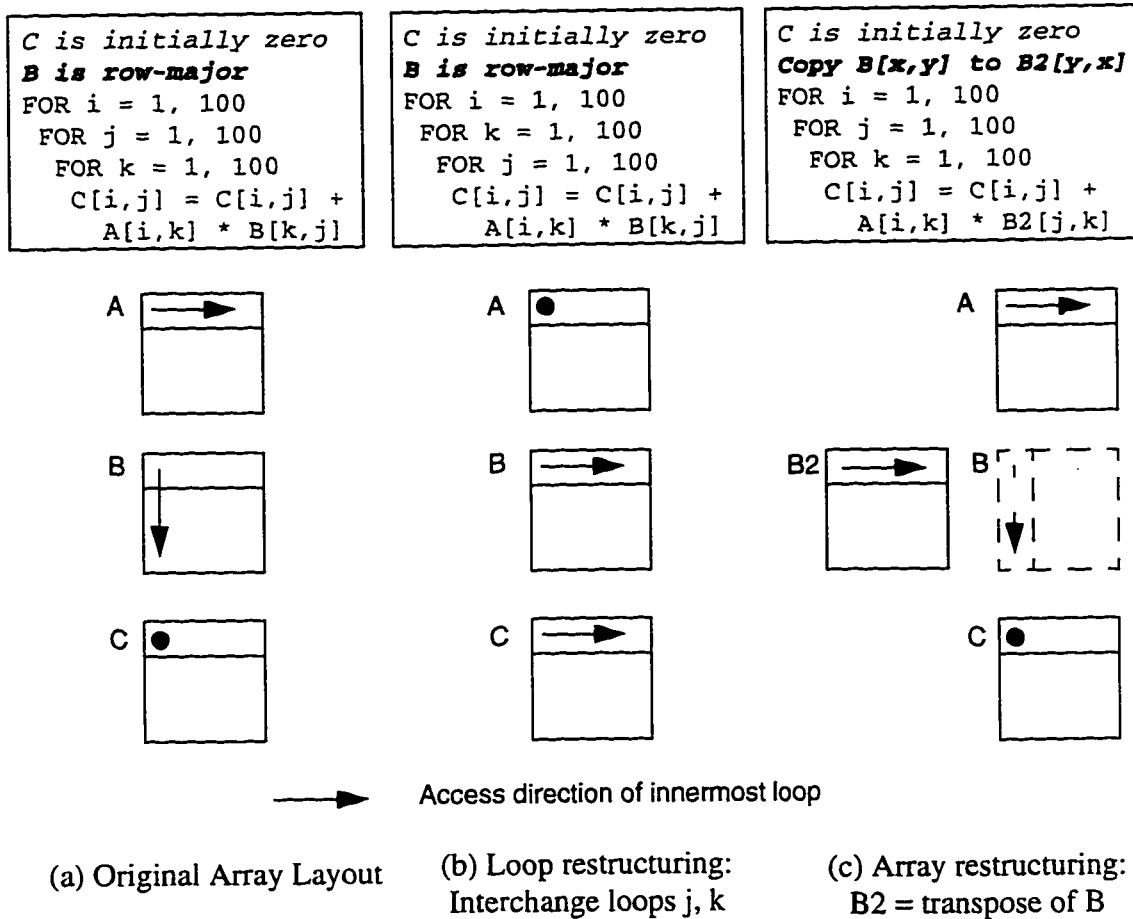 C is initially zero
B is row-major
FOR i = 1, 100
FOR j = 1, 100
FOR k = 1, 100
C[i,j] = C[i,j] +
A[i,k] * B[k,j]
C is initially zero
B is row-major
FOR i = 1, 100
FOR k = 1, 100
FOR j = 1, 100
C[i,j] = C[i,j] +
A[i,k] * B[k,j]
C is initially zero
Copy B[x,y] to B2[y,x]
FOR i = 1, 100
FOR j = 1, 100
FOR k = 1, 100
C[i,j] = C[i,j] +
A[i,k] * B2[j,k]
A
A
A
B
B
B2
B
C
C
C
Access direction of innermost loop
(a) Original Array Layout
(b) Loop restructuring:
Interchange loops j, k
(c) Array restructuring:
B2 = transpose of B